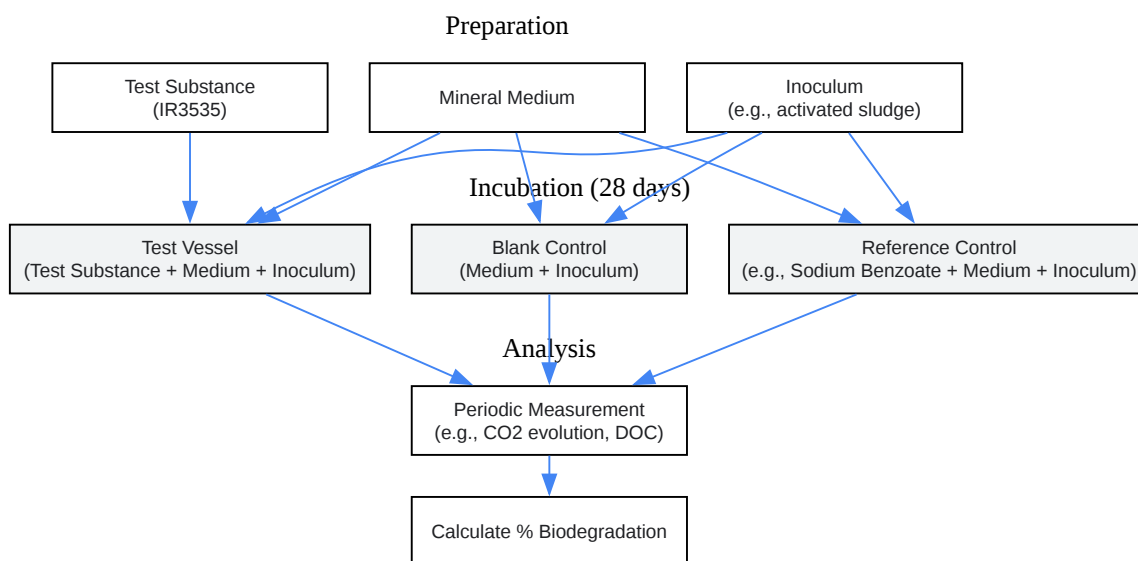 Preparation
Test Substance
(IR3535)
Mineral Medium
Inoculum
(e.g., activated sludge)
Incubation (28 days)
Test Vessel
(Test Substance + Medium + Inoculum)
Blank Control
(Medium + Inoculum)
Reference Control
(e.g., Sodium Benzoate + Medium + Inoculum)
Analysis
Periodic Measurement
(e.g., CO2 evolution, DOC)
Calculate % Biodegradation